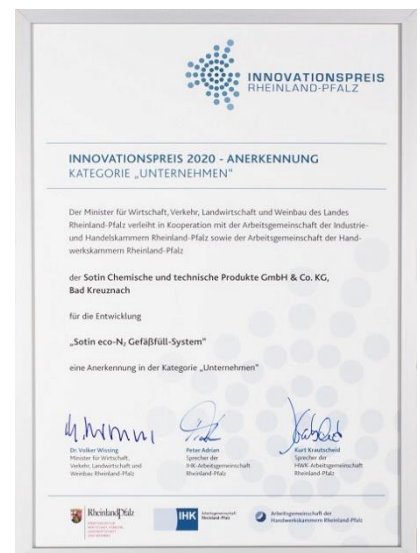 INNOVATIONSPREIS
RHEINLAND-PFALZ
INNOVATIONSPREIS 2020 - ANERKENNUNG
KATEGORIE „UNTERNEHMEN"
Der Minister für Wirtschaft, Verkehr, Landwirtschaft und Weinbau des Landes
Rheinland-Pfalz verleiht in Kooperation mit der Arbeitsgemeinschaft der Industrie-
und Handelskammern Rheinland-Pfalz sowie der Arbeitsgemeinschaft der Hand-
werkskammern Rheinland-Pfalz
der Sotin Chemische und technische Produkte GmbH & Co. KG,
Bad Kreuznach
für die Entwicklung
„Sotin eco-N₂ Gefäßfüll-System"
eine Anerkennung in der Kategorie „Unternehmen"
Dr. Volker Wissing
Minister für Wirtschaft,
Verkehr, Landwirtschaft und
Weinbau Rheinland-Pfalz
Peter Adrian
Sprecher der
IHK-Arbeitsgemeinschaft
Rheinland-Pfalz
Kurt Krautscheid
Sprecher der
HWK-Arbeitsgemeinschaft
Rheinland-Pfalz
RheinlandPfalz
IHK
Arbeitsgemeinschaft
Rheinland-Pfalz
Arbeitsgemeinschaft der
Handwerkskammern Rheinland-Pfalz